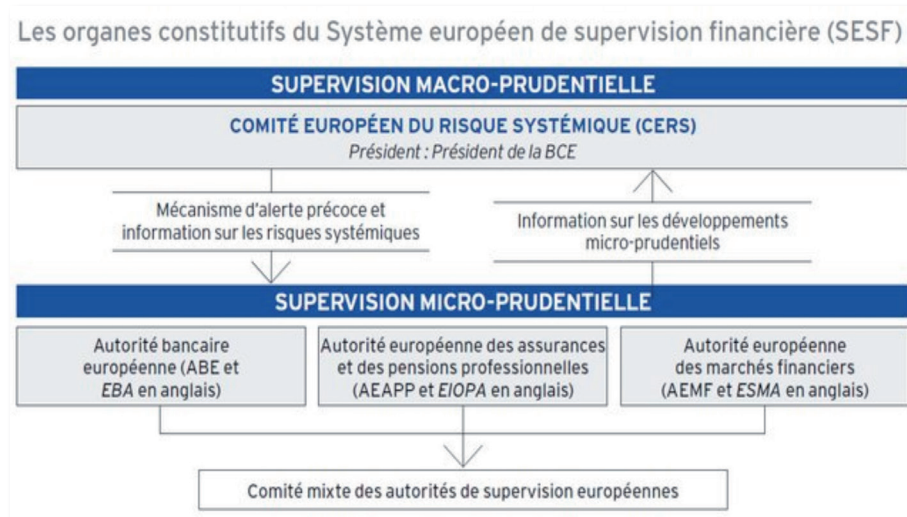 Les organes constitutifs du Système européen de supervision financière (SESF)
SUPERVISION MACRO-PRUDENTIELLE
COMITÉ EUROPÉEN DU RISQUE SYSTÉMIQUE (CERS)
Président : Président de la BCE
Mécanisme d'alerte précoce et
information sur les risques systémiques
Information sur les développements
micro-prudentiels
SUPERVISION MICRO-PRUDENTIELLE
Autorité bancaire
européenne (ABE et
EBA en anglais)
Autorité européenne des assurances
et des pensions professionnelles
(AEAPP et EIOPA en anglais)
Autorité européenne
des marchés financiers
(AEMF et ESMA en anglais)
Comité mixte des autorités de supervision européennes